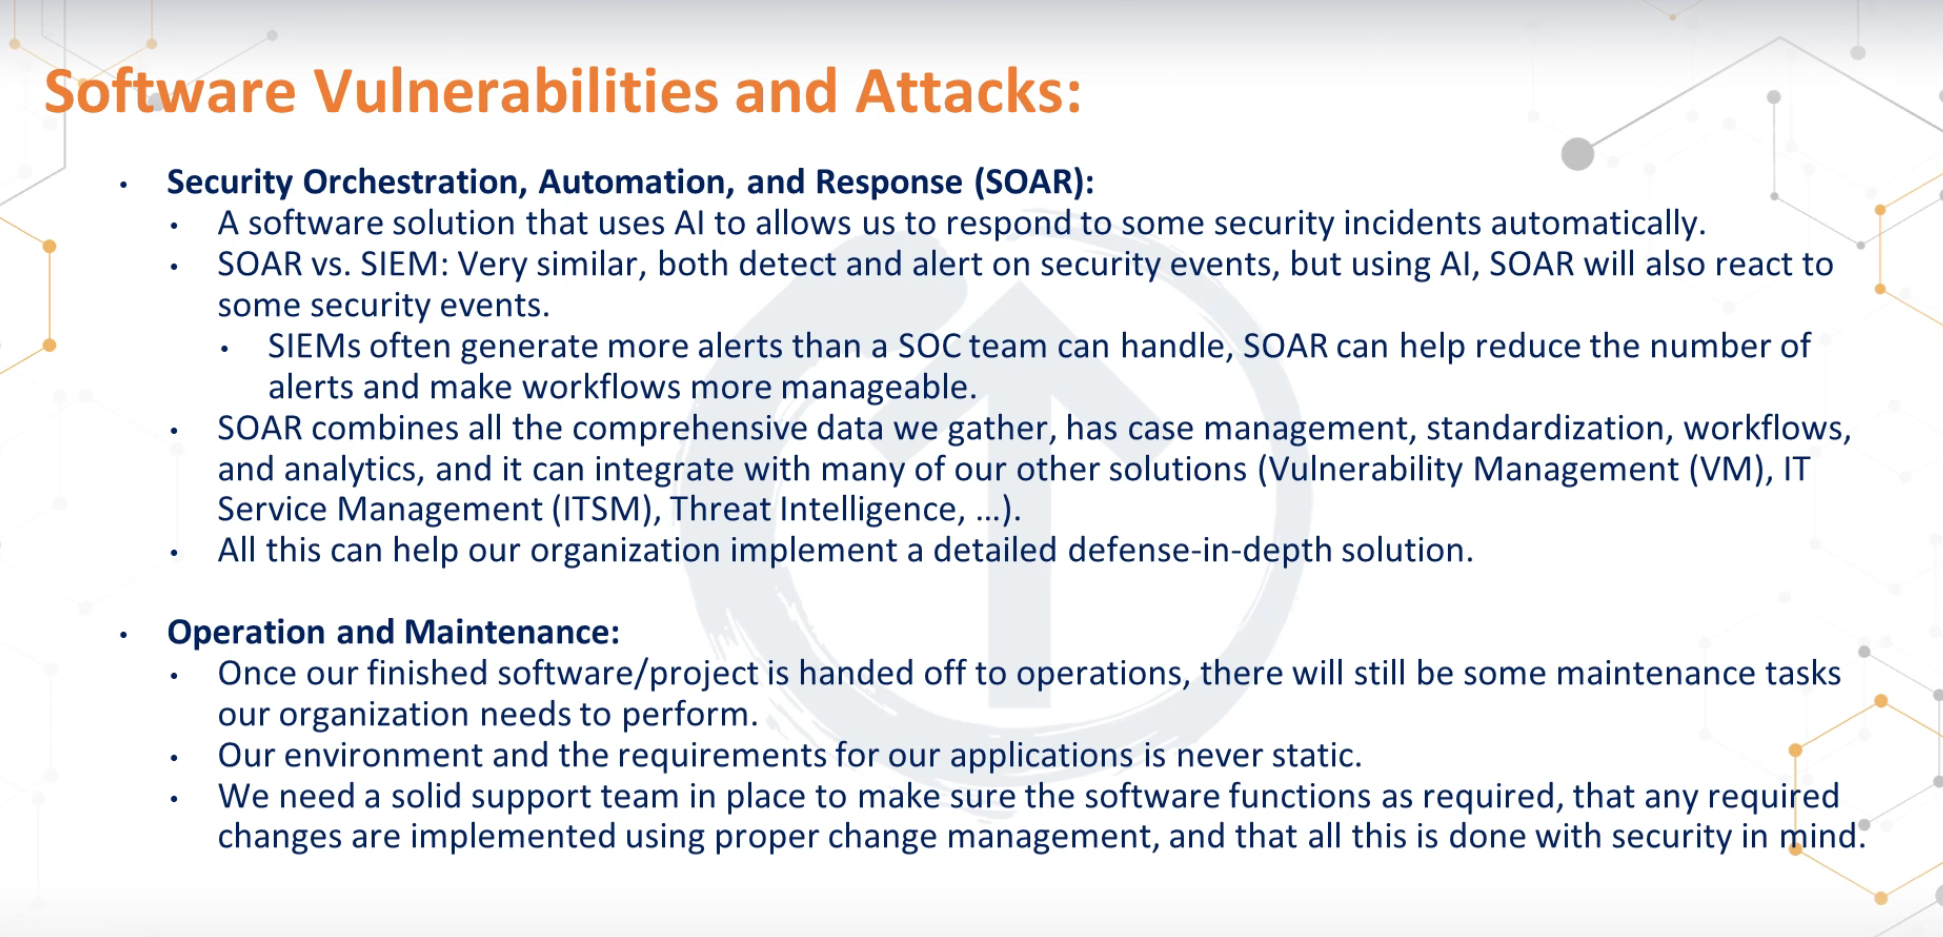 Software Vulnerabilities and Attacks:
• Security Orchestration, Automation, and Response (SOAR):
• A software solution that uses AI to allows us to respond to some security incidents automatically.
• SOAR vs. SIEM: Very similar, both detect and alert on security events, but using AI, SOAR will also react to
some security events.
• SIEMs often generate more alerts than a SOC team can handle, SOAR can help reduce the number of
alerts and make workflows more manageable.
• SOAR combines all the comprehensive data we gather, has case management, standardization, workflows,
and analytics, and it can integrate with many of our other solutions (Vulnerability Management (VM), IT
Service Management (ITSM), Threat Intelligence, …).
• All this can help our organization implement a detailed defense-in-depth solution.
• Operation and Maintenance:
• Once our finished software/project is handed off to operations, there will still be some maintenance tasks
our organization needs to perform.
• Our environment and the requirements for our applications is never static.
• We need a solid support team in place to make sure the software functions as required, that any required
changes are implemented using proper change management, and that all this is done with security in mind.